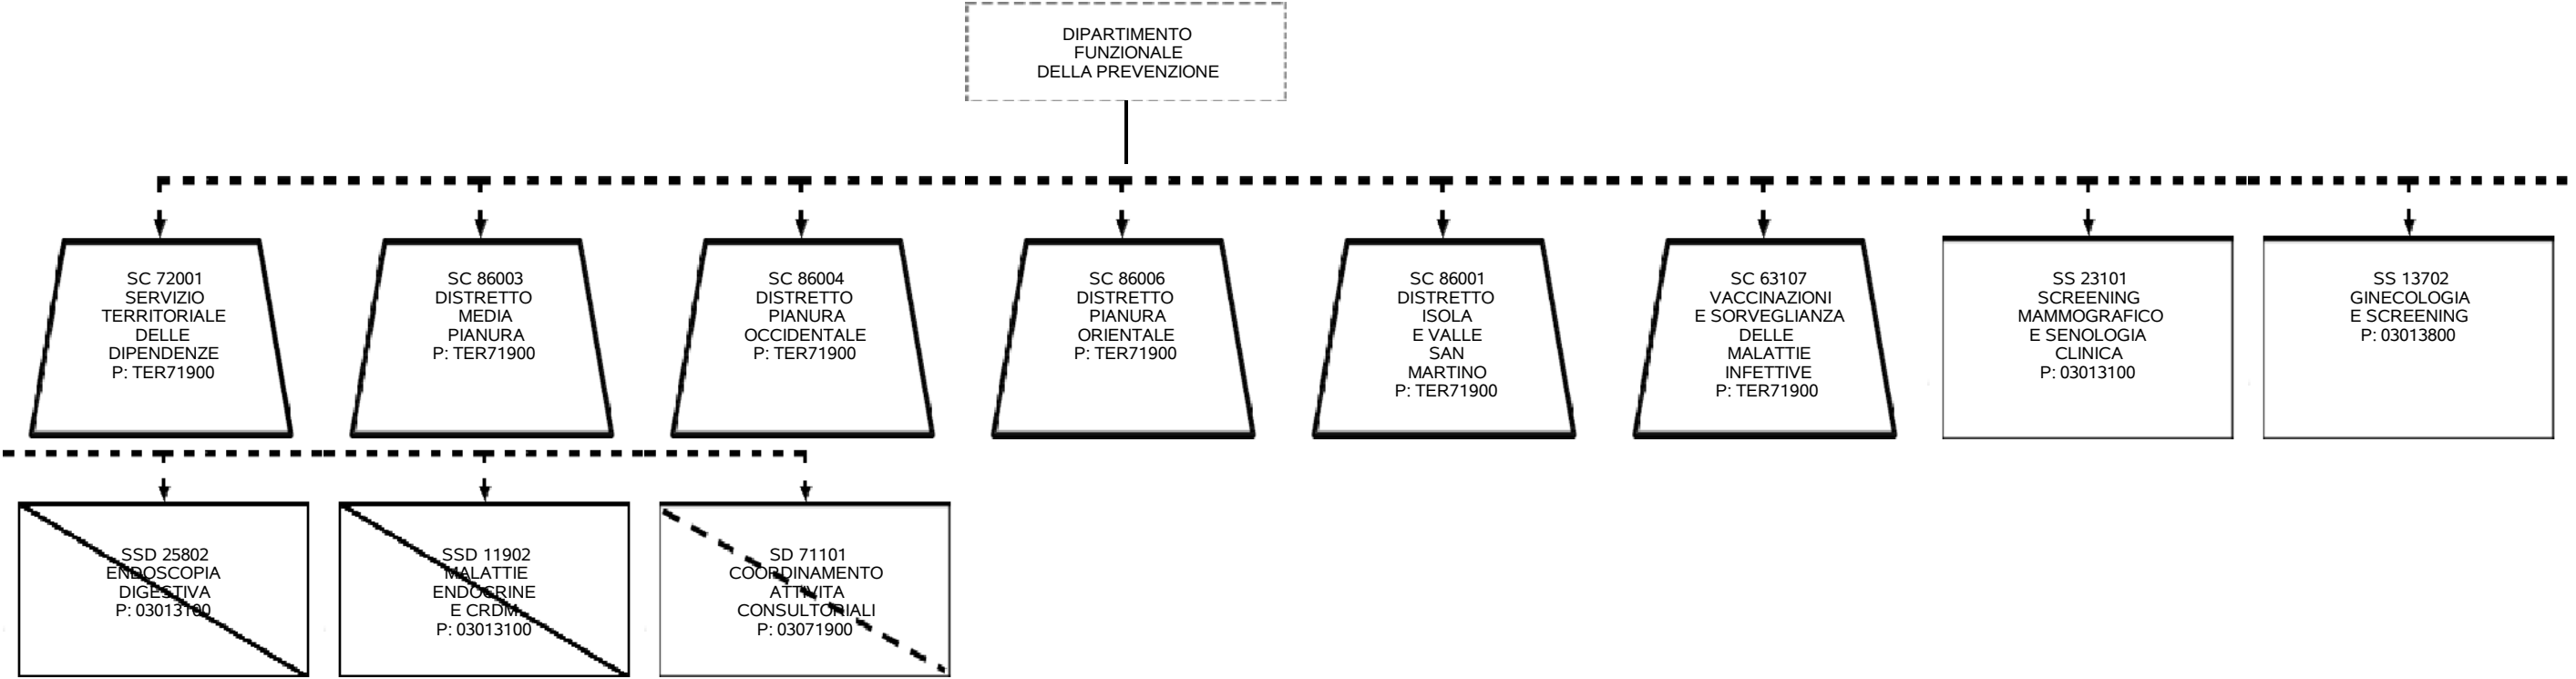 DIPARTIMENTO
FUNZIONALE
DELLA PREVENZIONE
SC 72001
SERVIZIO
TERRITORIALE
DELLE
DIPENDENZE
P: TER71900
SC 86003
DISTRETTO
MEDIA
PIANURA
P: TER71900
SC 86004
DISTRETTO
PIANURA
OCCIDENTALE
P: TER71900
SC 86006
DISTRETTO
PIANURA
ORIENTALE
P: TER71900
SC 86001
DISTRETTO
ISOLA
E VALLE
SAN
MARTINO
P: TER71900
SC 63107
VACCINAZIONI
E SORVEGLIANZA
DELLE
MALATTIE
INFETTIVE
P: TER71900
SS 23101
SCREENING
MAMMOGRAFICO
E SENOLOGIA
CLINICA
P: 03013100
SS 13702
GINECOLOGIA
E SCREENING
P: 03013800
SSD 25802
ENDOSCOPIA
DIGESTIVA
P: 03013100
SSD 11902
MALATTIE
ENDOCRINE
E CRDM
P: 03013100
SD 71101
COORDINAMENTO
ATTIVITA
CONSULTORIALI
P: 03071900